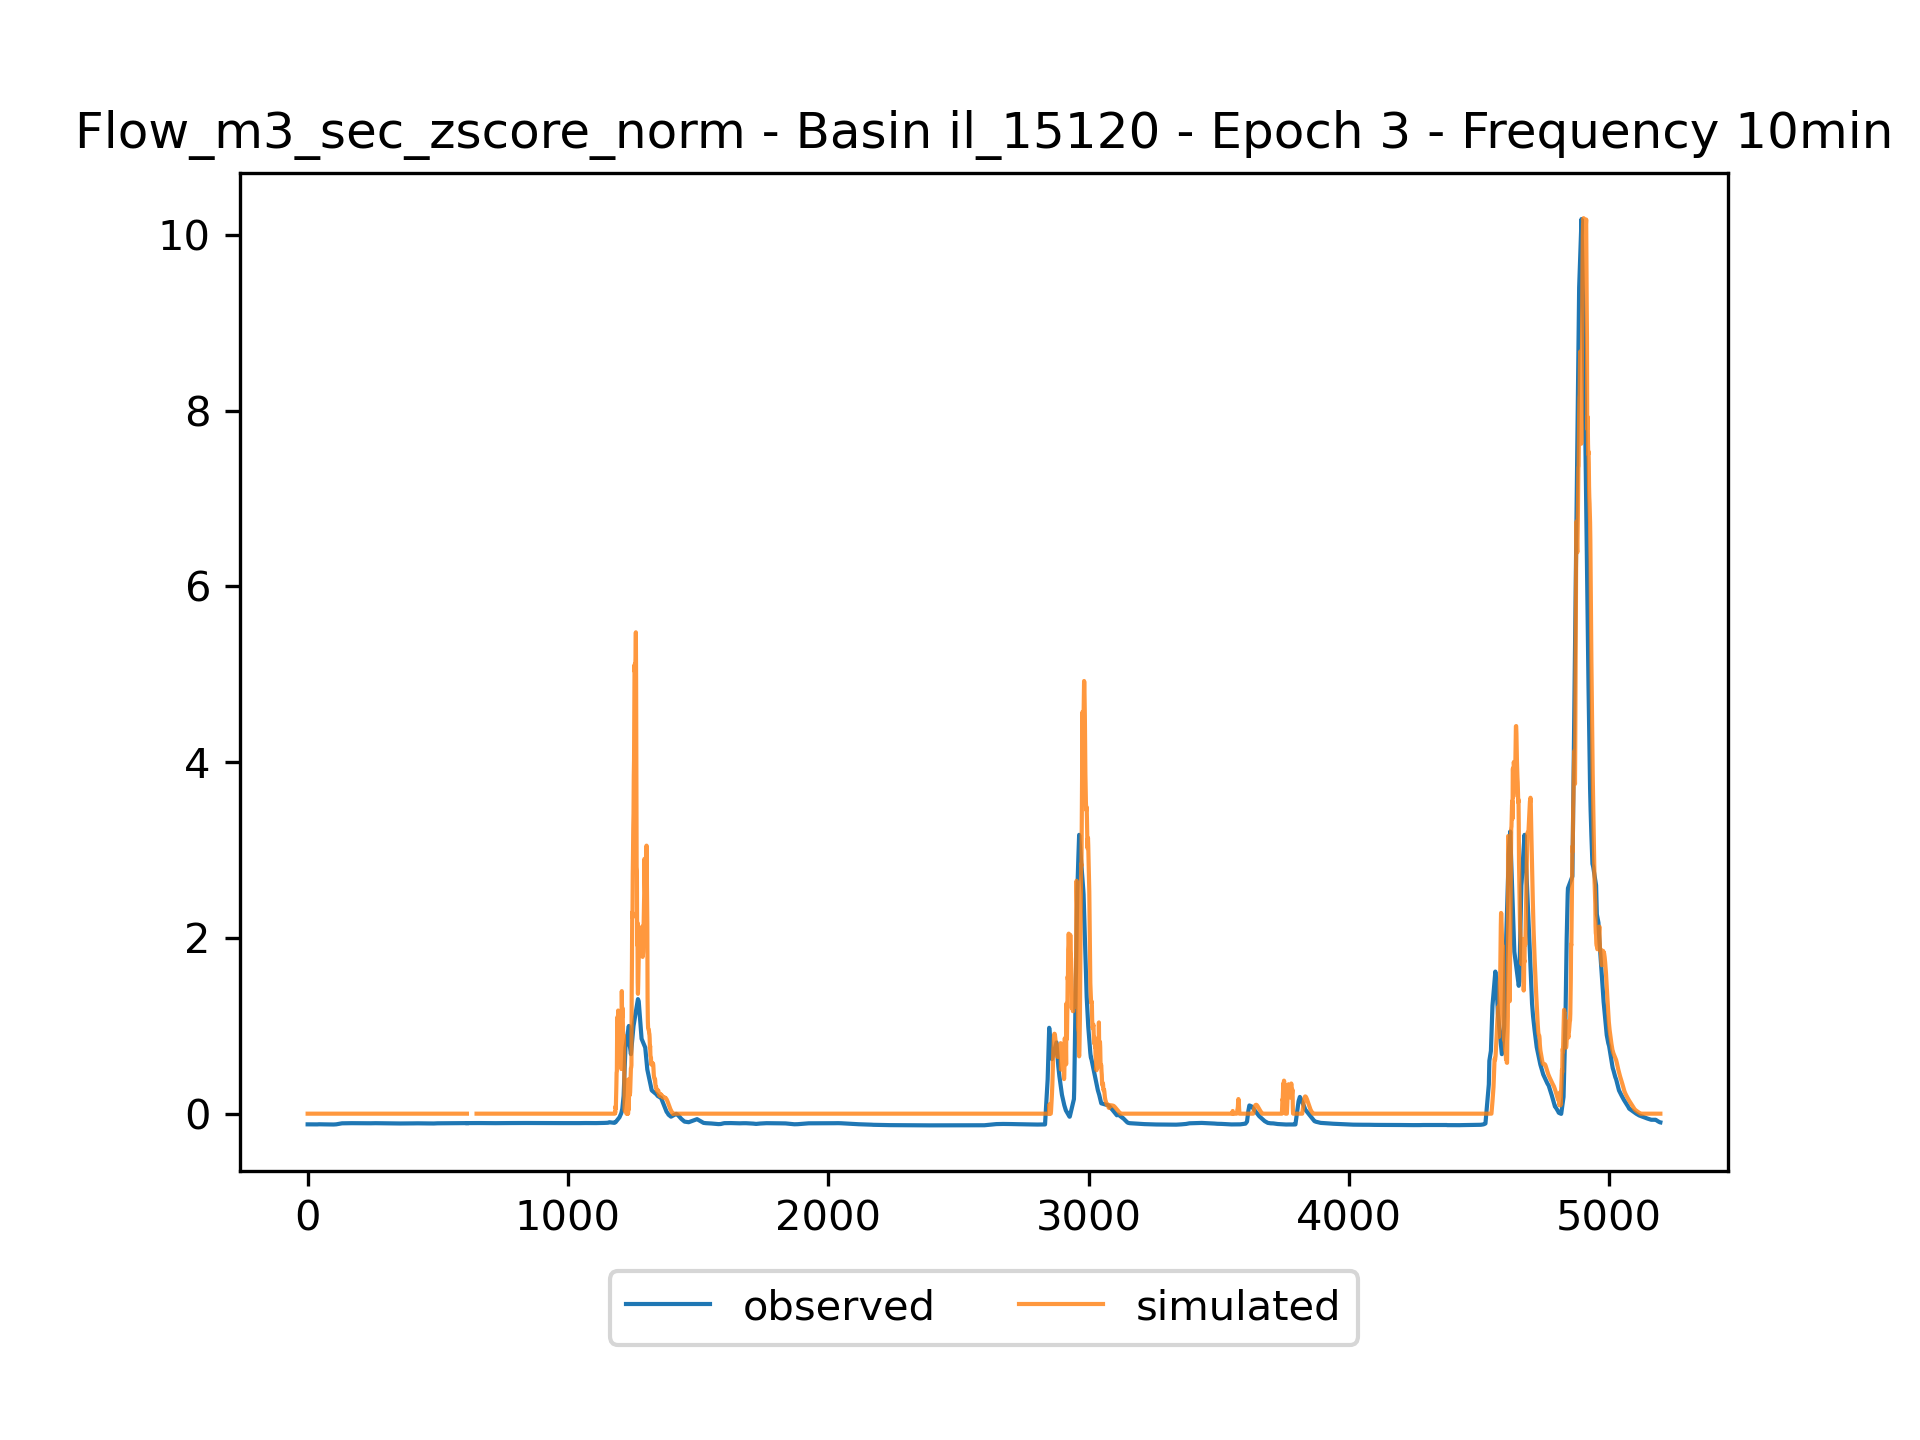 Flow_m3_sec_zscore_norm - Basin il_15120 - Epoch 3 - Frequency 10min
10
8
6
4
2
0
0 1000 2000 3000 4000 5000
observed simulated